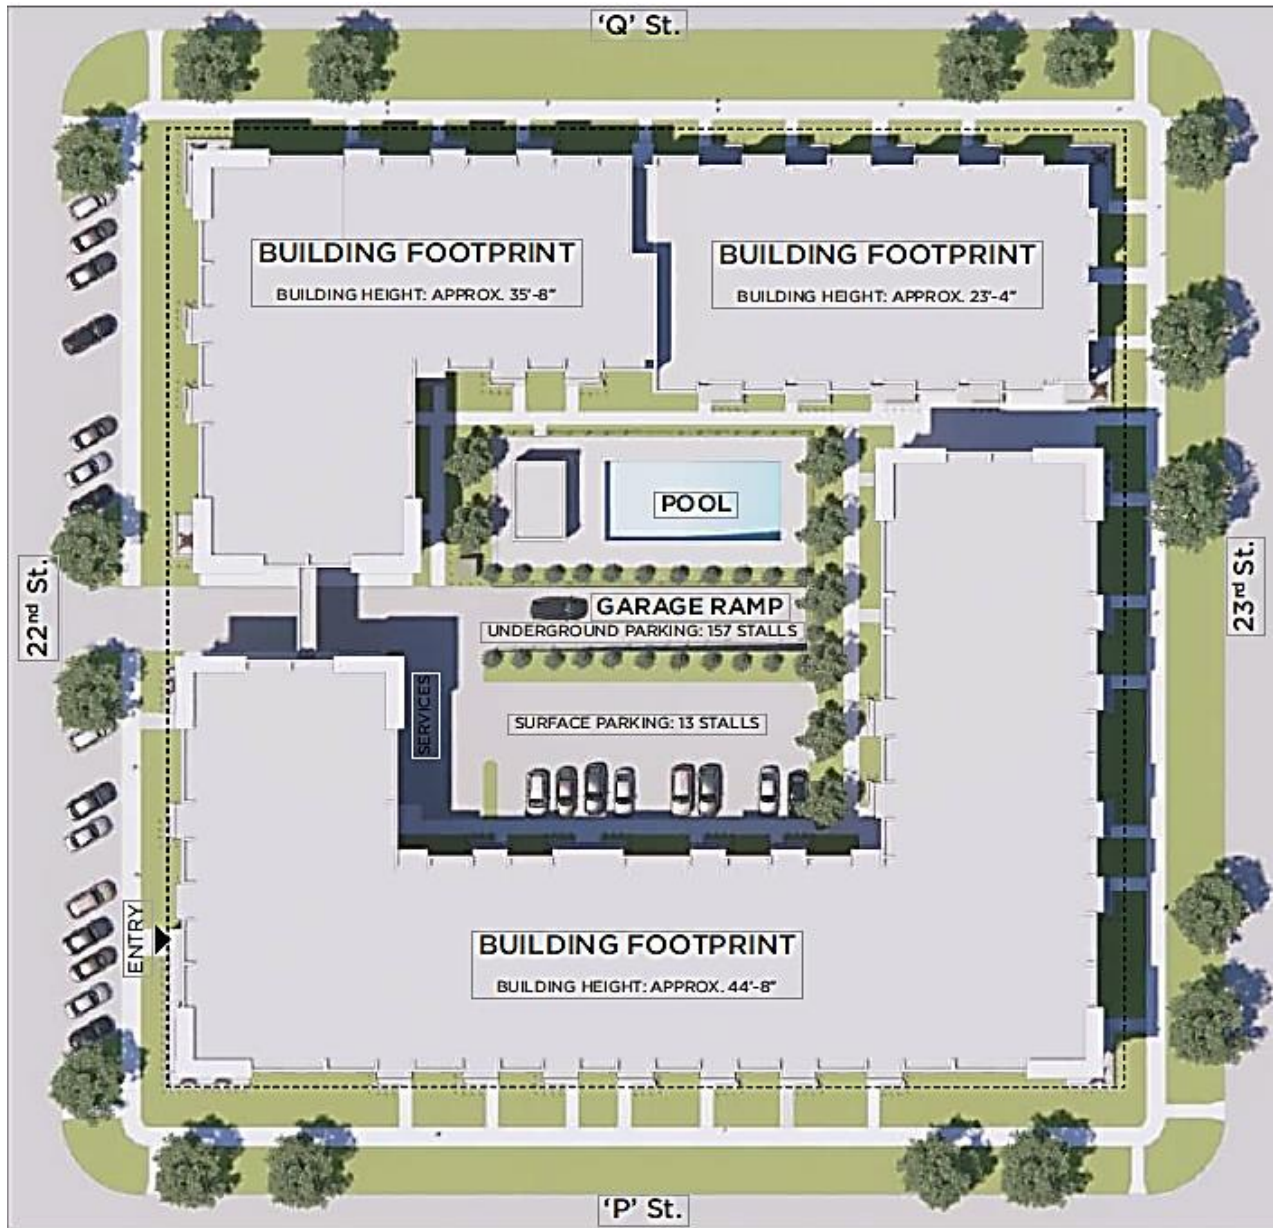 ‘Q’ St.
BUILDING FOOTPRINT
BUILDING HEIGHT: APPROX. 35'-8"
BUILDING FOOTPRINT
BUILDING HEIGHT: APPROX. 23'-4"
POOL
22nd St.
23rd St.
GARAGE RAMP
UNDERGROUND PARKING: 157 STALLS
SERVICES
SURFACE PARKING: 13 STALLS
ENTRY
BUILDING FOOTPRINT
BUILDING HEIGHT: APPROX. 44'-8"
‘P’ St.